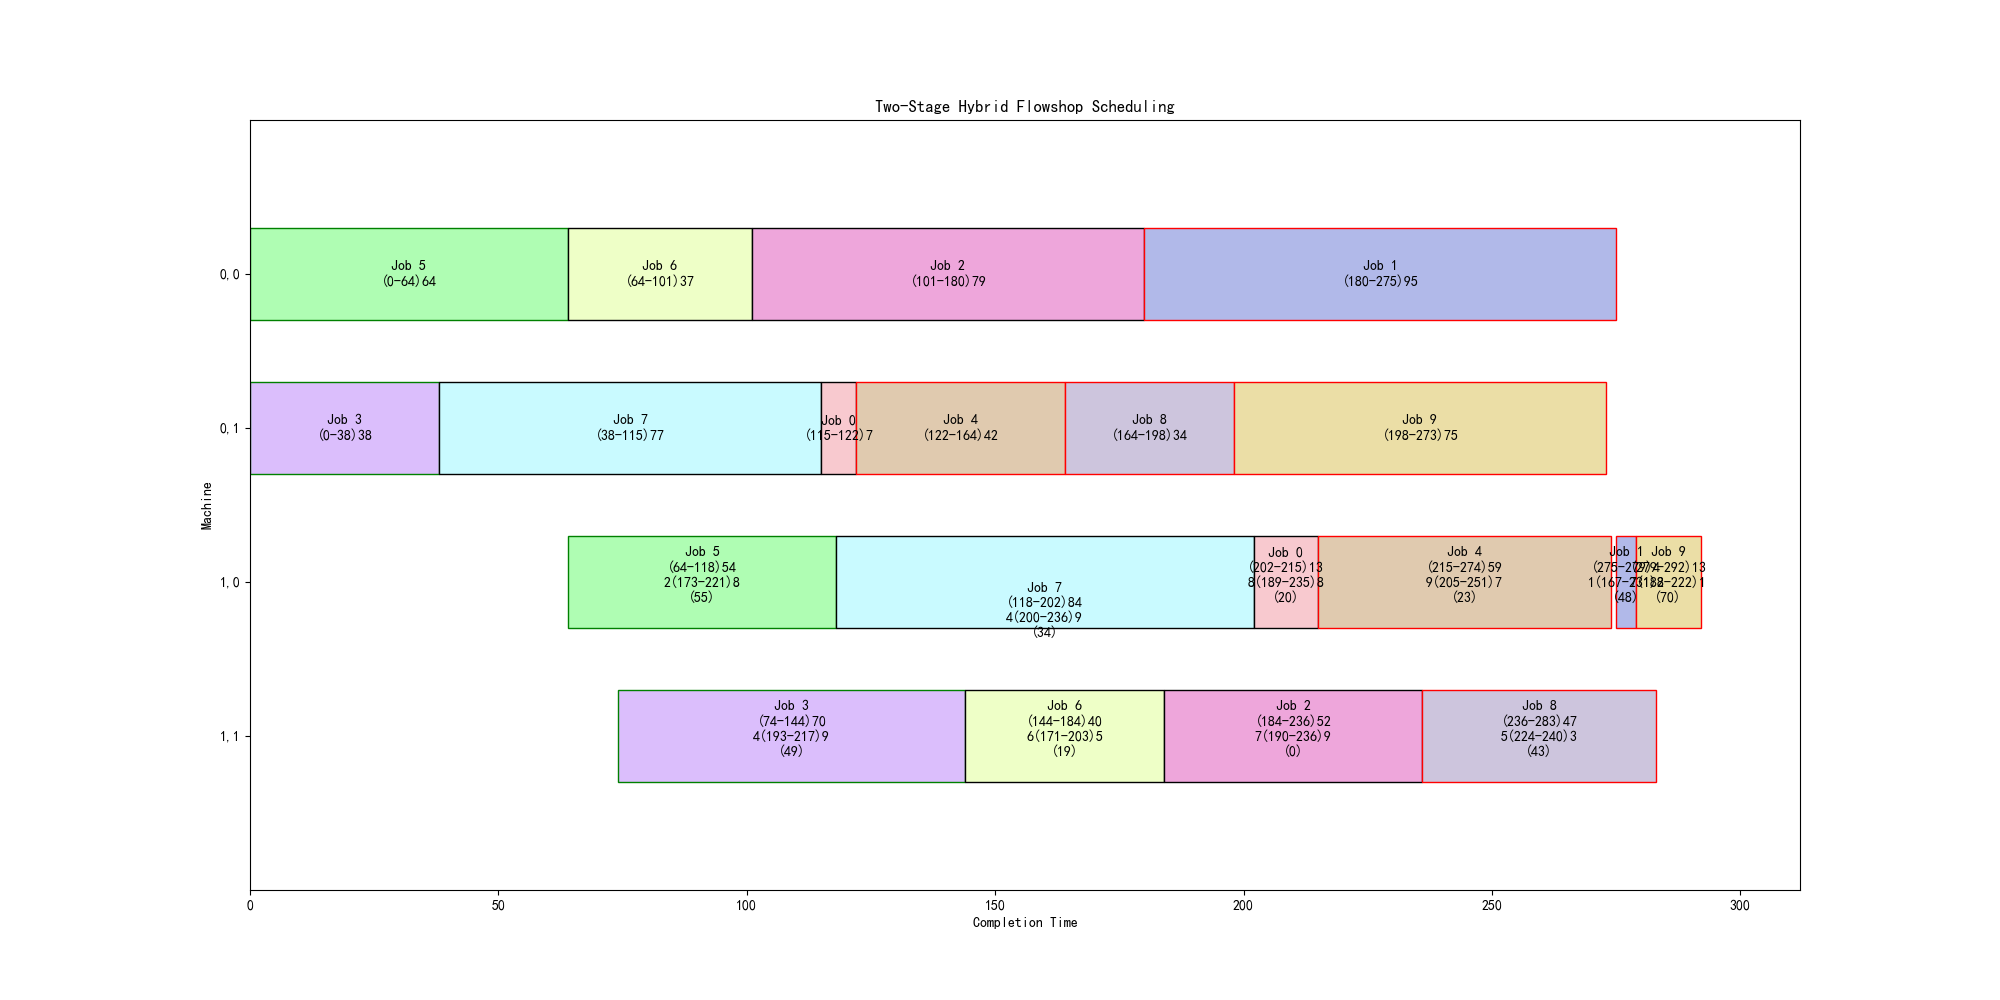 Two-Stage Hybrid Flowshop Scheduling
Machine
0,0
Job 5
(0-64)64
Job 6
(64-101)37
Job 2
(101-180)79
Job 1
(180-275)95
0,1
Job 3
(0-38)38
Job 7
(38-115)77
Job 0
(115-122)7
Job 4
(122-164)42
Job 8
(164-198)34
Job 9
(198-273)75
1,0
Job 5
(64-118)54
2(173-221)8
(55)
Job 7
(118-202)84
4(200-236)9
(34)
Job 0
(202-215)13
8(189-235)8
(20)
Job 4
(215-274)59
9(205-251)7
(23)
Job 1
(275-279)4
(48)
Job 9
(279-292)13
(70)
1,1
Job 3
(74-144)70
4(193-217)9
(49)
Job 6
(144-184)40
6(171-203)5
(19)
Job 2
(184-236)52
7(190-236)9
(0)
Job 8
(236-283)47
5(224-240)3
(43)
0
50
100
150
200
250
300
Completion Time